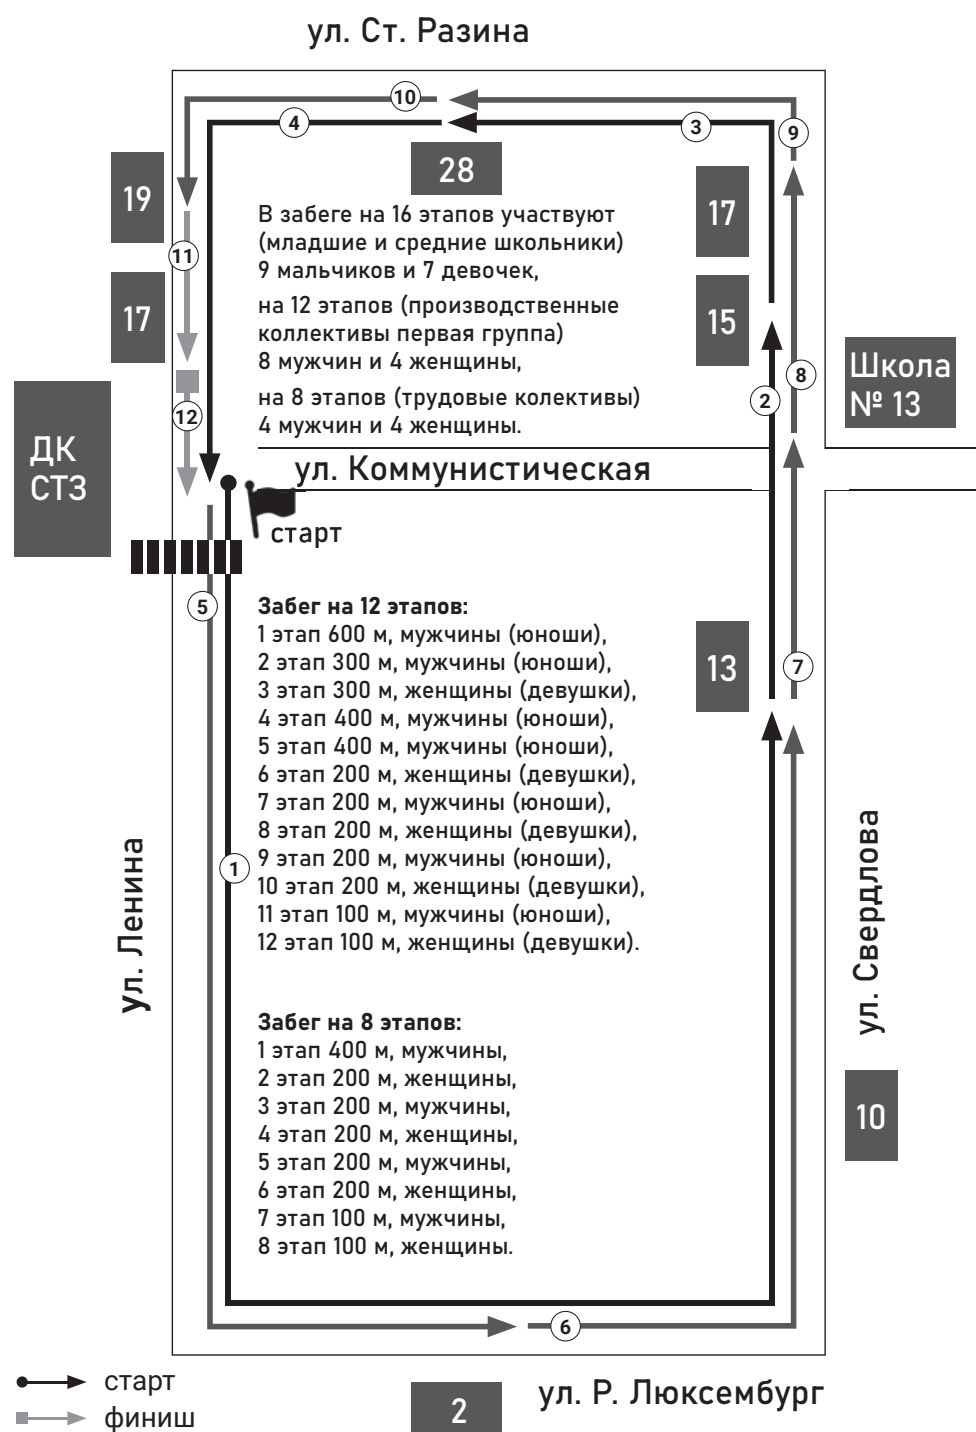 ул. Ст. Разина
10
4
3
9
28
19
17
В забеге на 16 этапов участвуют
(младшие и средние школьники)
9 мальчиков и 7 девочек,
на 12 этапов (производственные
коллективы первая группа)
8 мужчин и 4 женщины,
на 8 этапов (трудовые колективы)
4 мужчин и 4 женщины.
11
17
15
8
2
Школа
№ 13
12
ДК
СТЗ
ул. Коммунистическая
старт
5
Забег на 12 этапов:
1 этап 600 м, мужчины (юноши),
2 этап 300 м, мужчины (юноши),
3 этап 300 м, женщины (девушки),
4 этап 400 м, мужчины (юноши),
5 этап 400 м, мужчины (юноши),
6 этап 200 м, женщины (девушки),
7 этап 200 м, мужчины (юноши),
8 этап 200 м, женщины (девушки),
9 этап 200 м, мужчины (юноши),
10 этап 200 м, женщины (девушки),
11 этап 100 м, мужчины (юноши),
12 этап 100 м, женщины (девушки).
13
7
1
ул. Ленина
ул. Свердлова
Забег на 8 этапов:
1 этап 400 м, мужчины,
2 этап 200 м, женщины,
3 этап 200 м, мужчины,
4 этап 200 м, женщины,
5 этап 200 м, мужчины,
6 этап 200 м, женщины,
7 этап 100 м, мужчины,
8 этап 100 м, женщины.
10
6
старт
финиш
2
ул. Р. Люксембург